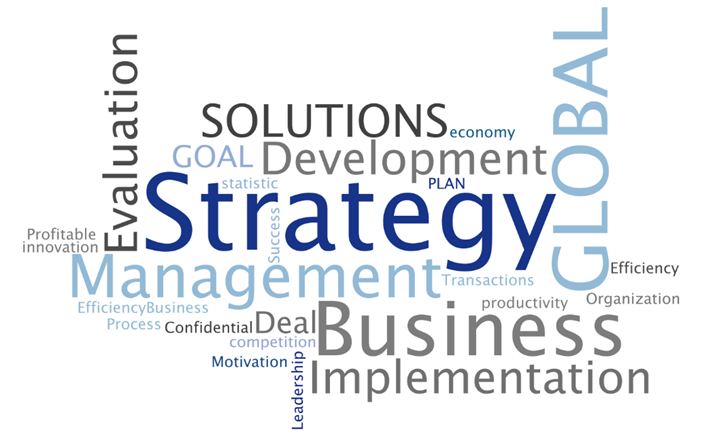 GLOBAL
Evaluation
SOLUTIONS
economy
GOAL
Development
statistic
PLAN
Strategy
Success
Profitable
innovation
Management
Transactions
Efficiency
Organization
productivity
EfficiencyBusiness
Process
Confidential
Deal
Business
competition
Motivation
Leadership
Implementation